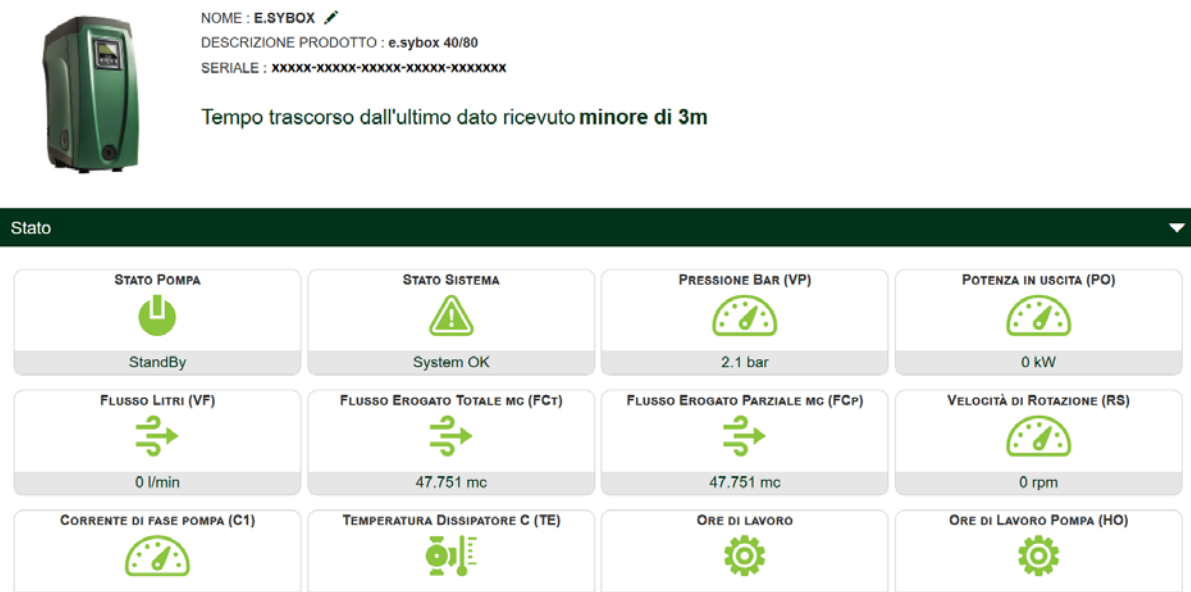 NOME : E.SYBOX
DESCRIZIONE PRODOTTO : e.sybox 40/80
SERIALE : xxxxx-xxxxx-xxxxx-xxxxx-xxxxxxx
Tempo trascorso dall'ultimo dato ricevuto minore di 3m
Stato
STATO POMPA STATO SISTEMA PRESSIONE BAR (VP) POTENZA IN USCITA (PO)
StandBy System OK 2.1 bar 0 kW
FLUSSO LITRI (VF) FLUSSO EROGATO TOTALE MC (FCT) FLUSSO EROGATO PARZIALE MC (FCP) VELOCITÀ DI ROTAZIONE (RS)
0 l/min 47.751 mc 47.751 mc 0 rpm
CORRENTE DI FASE POMPA (C1) TEMPERATURA DISSIPATORE C (TE) ORE DI LAVORO ORE DI LAVORO POMPA (HO)